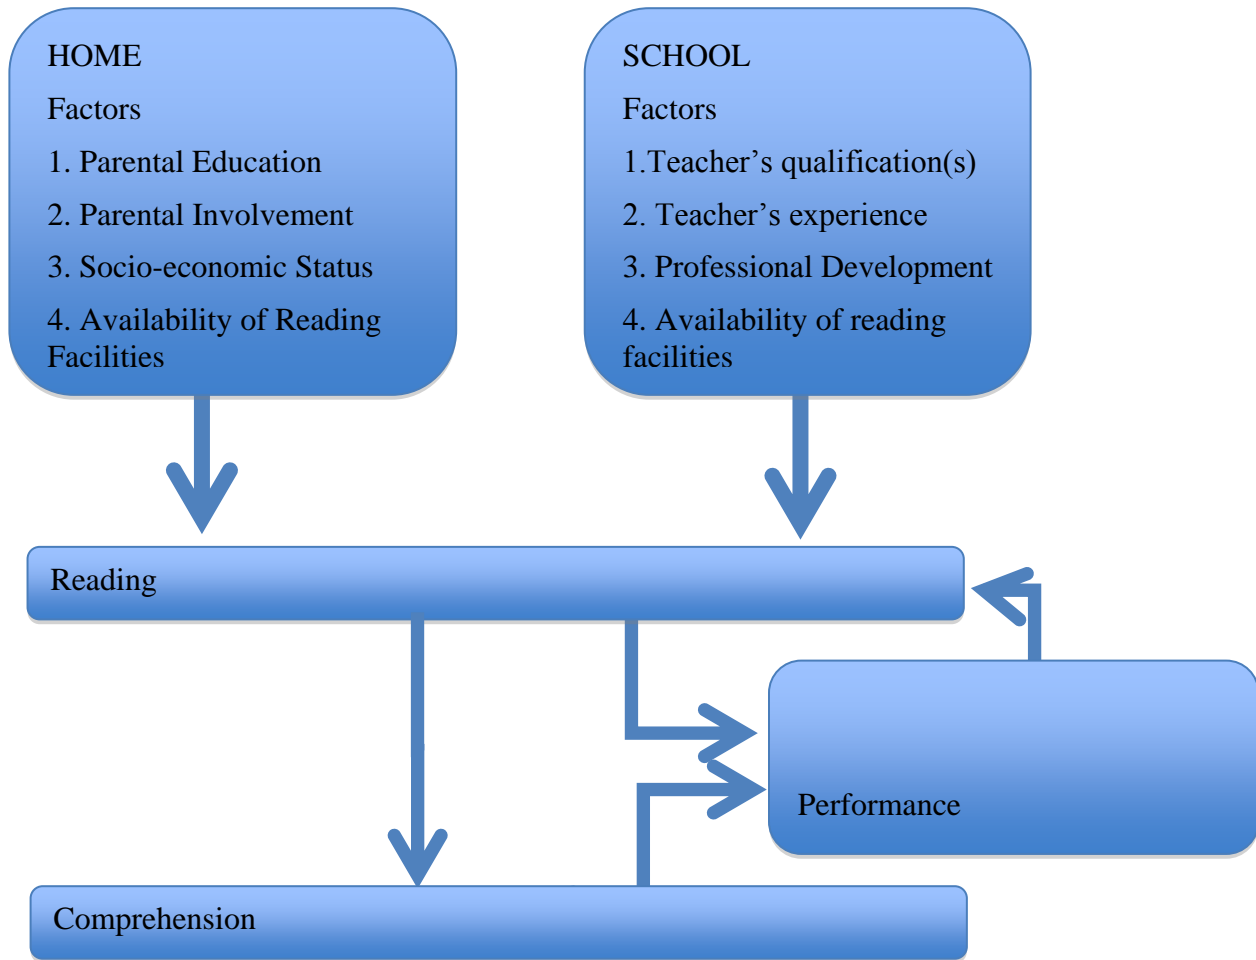 HOME
Factors
1. Parental Education
2. Parental Involvement
3. Socio-economic Status
4. Availability of Reading
Facilities
SCHOOL
Factors
1.Teacher’s qualification(s)
2. Teacher’s experience
3. Professional Development
4. Availability of reading
facilities
Reading
Performance
Comprehension